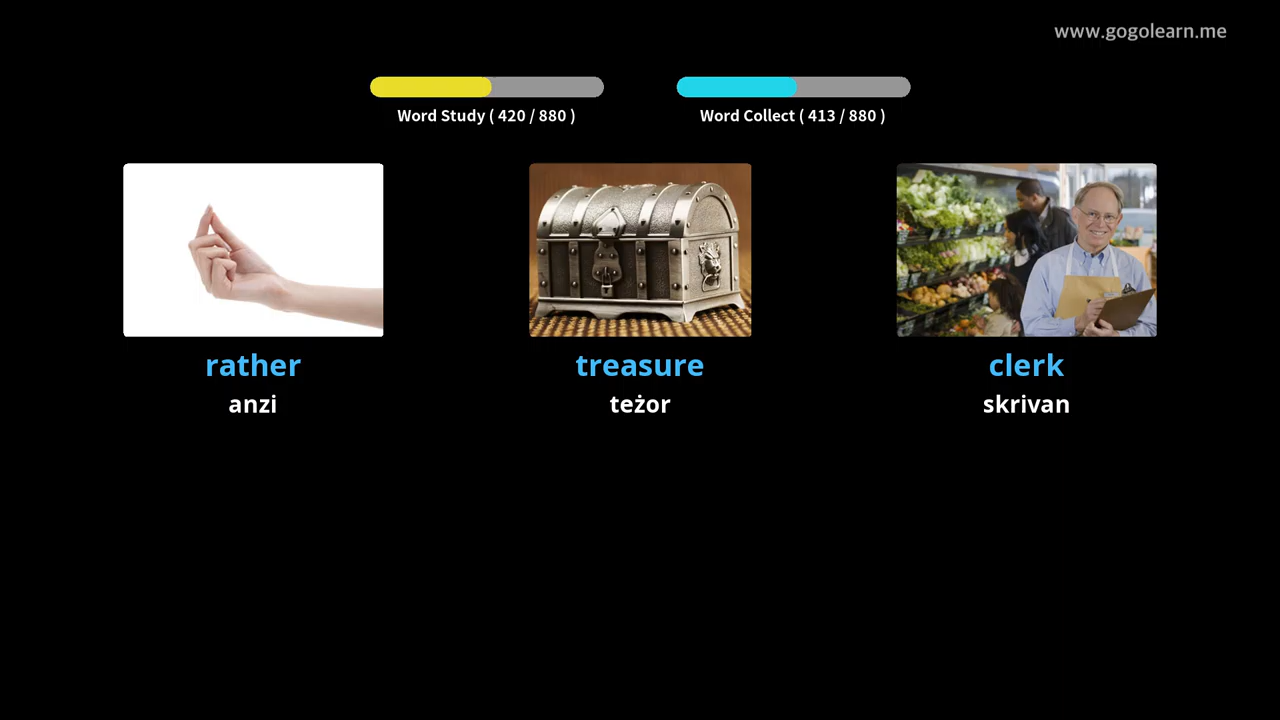 www.gogolearn.me
Word Study ( 420 / 880 )
Word Collect ( 413 / 880 )
rather
treasure
clerk
anzi
teżor
skrivan